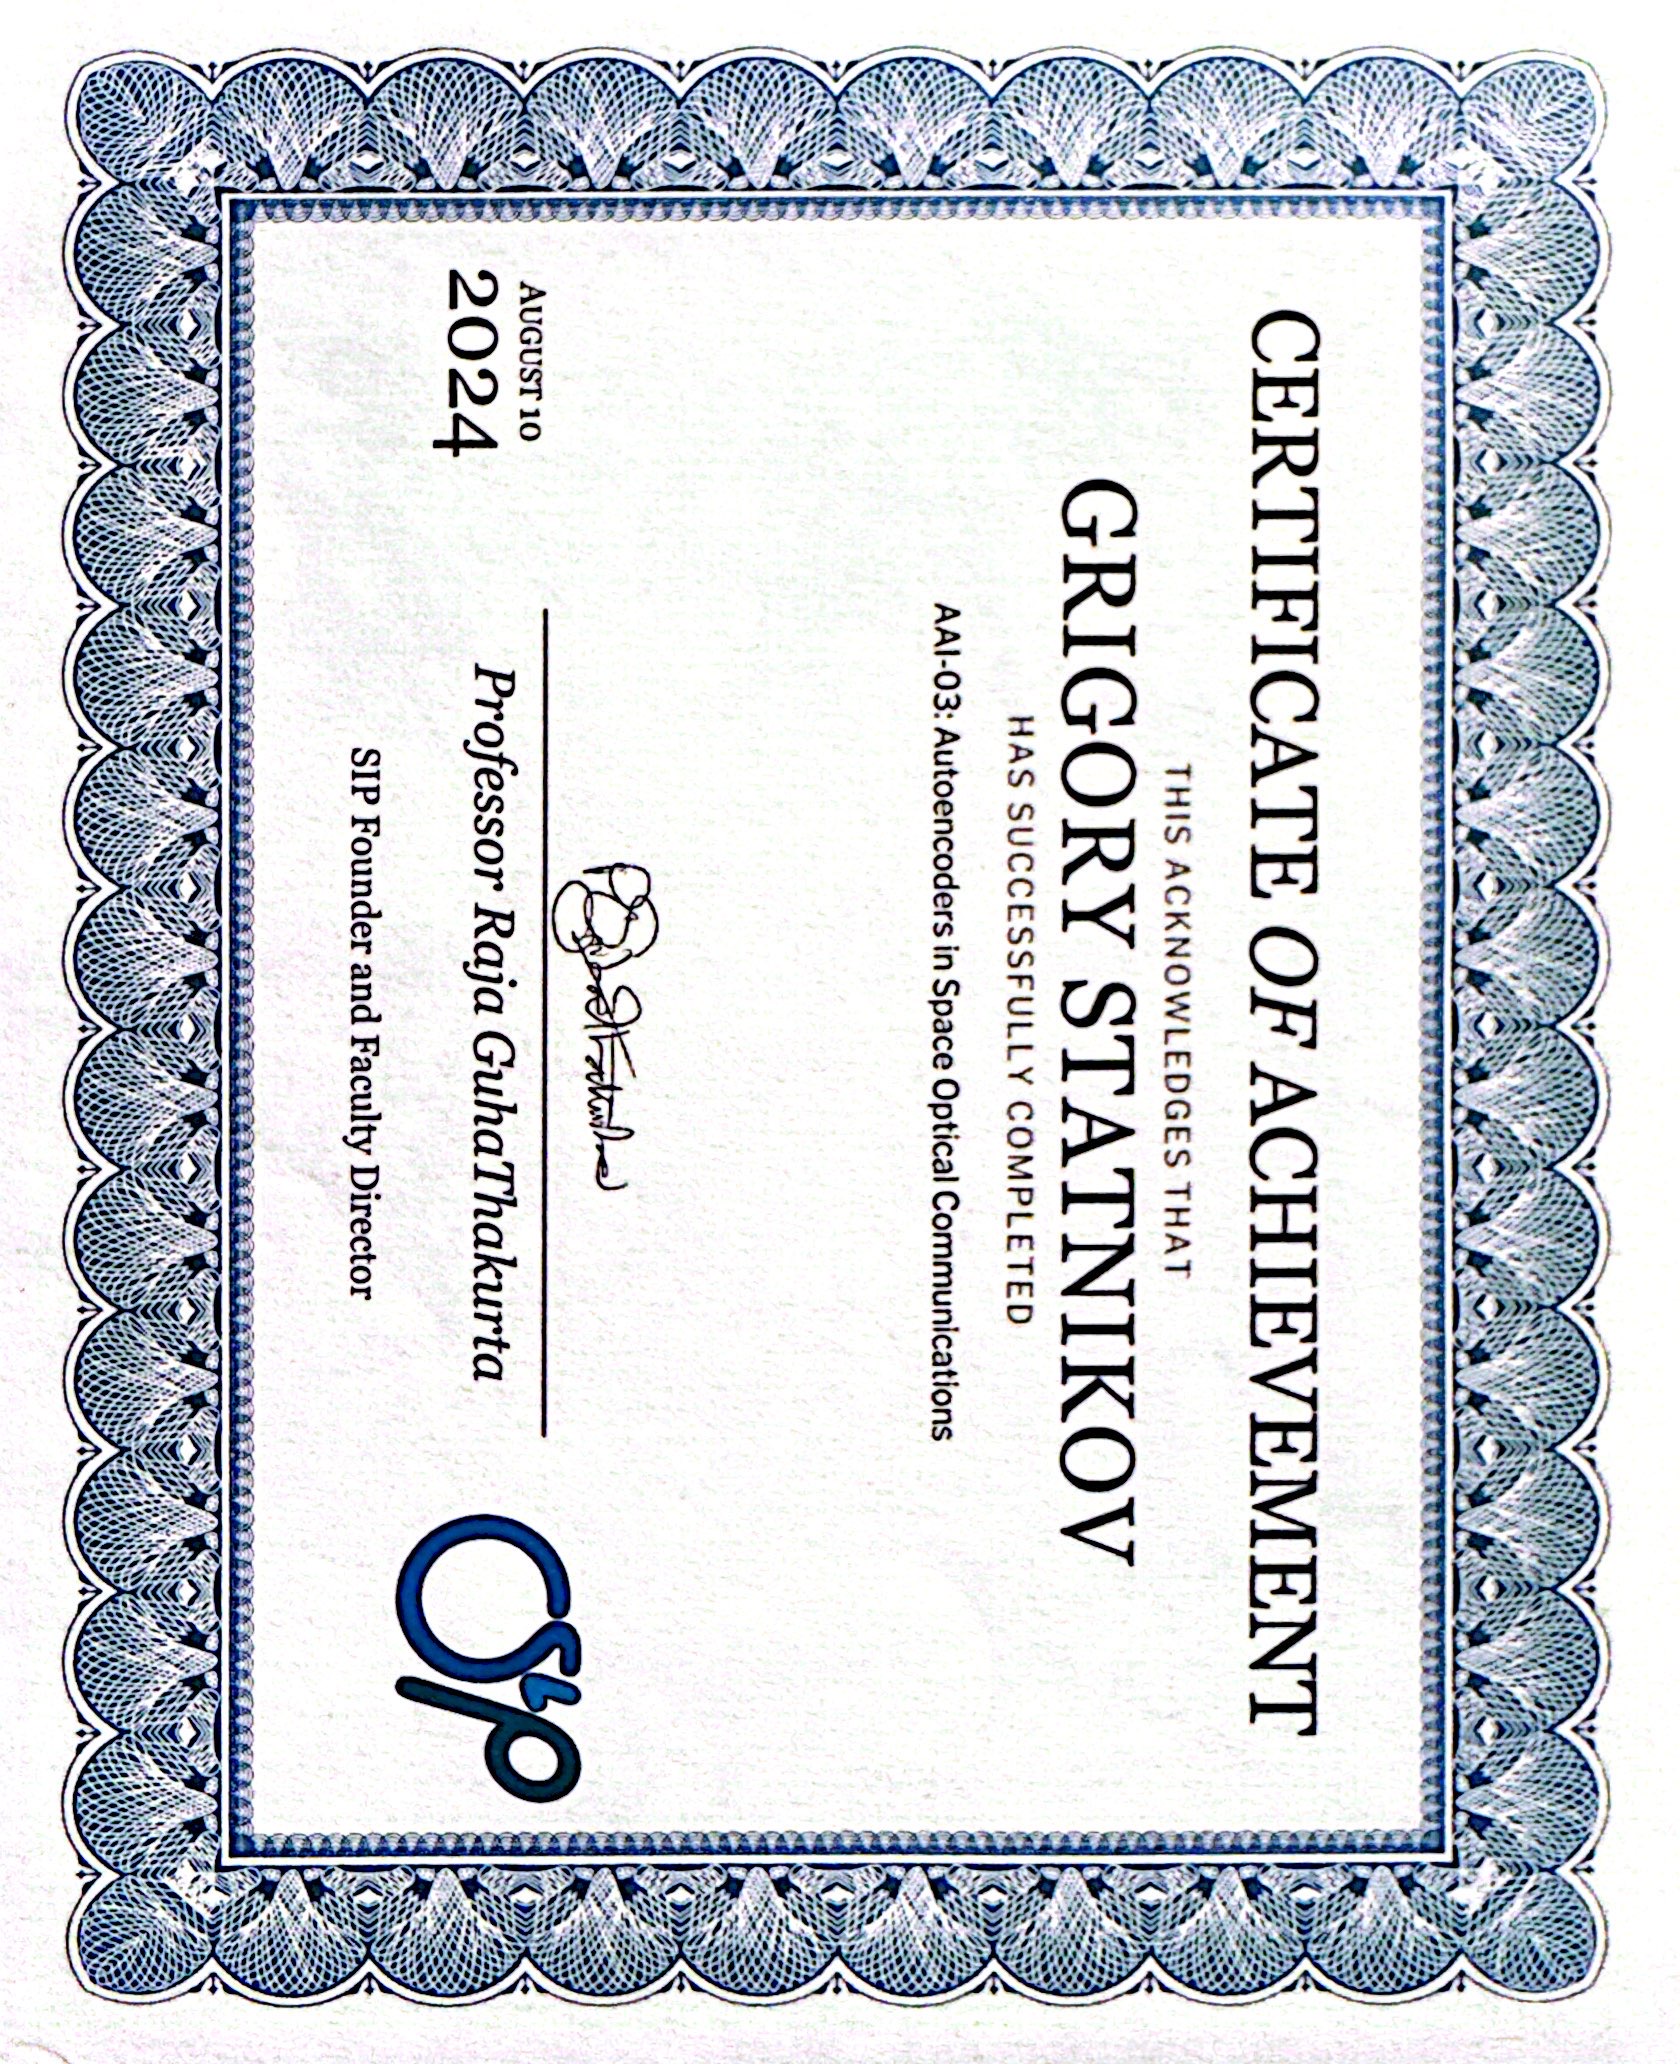 CERTIFICATE OF ACHIEVEMENT
THIS ACKNOWLEDGES THAT
GRIGORY STATNIKOV
HAS SUCCESSFULLY COMPLETED
AAI-03: Autoencoders in Space Optical Communications
AUGUST 10
2024
Professor Raja GuhaThakurta
SIP Founder and Faculty Director
sip